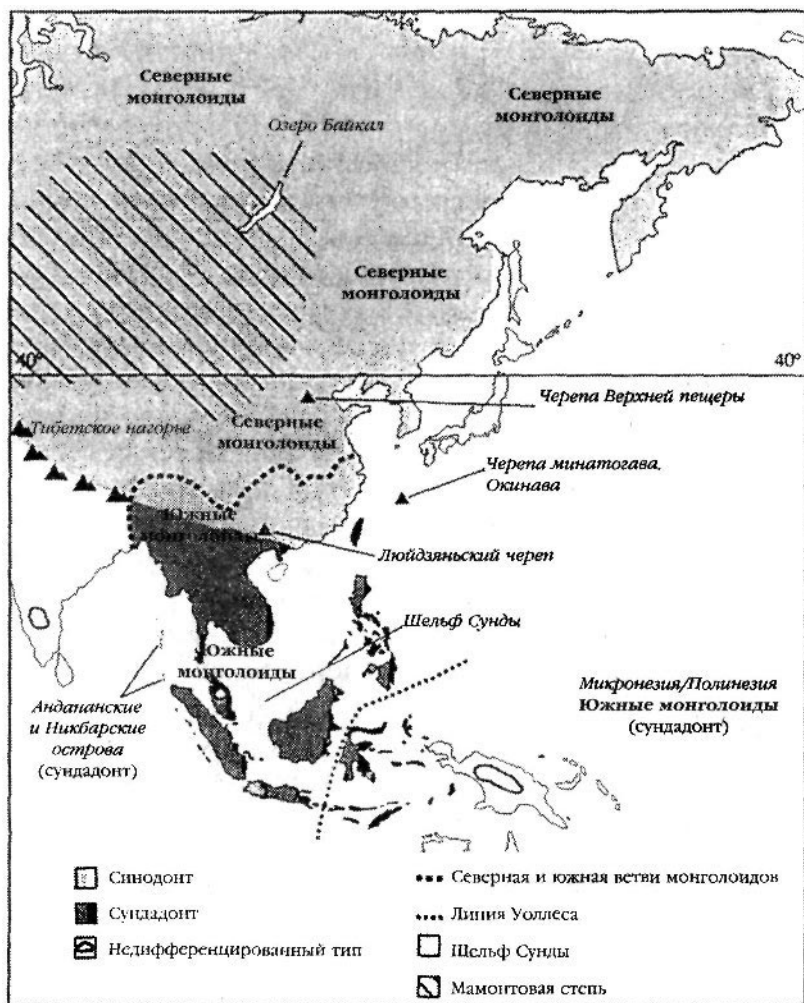 Северные
монголоиды
Северные
монголоиды
Озеро Байкал
Северные
монголоиды
40°
40°
Черепа Верхней пещеры
Тибетское нагорье
Северные
монголоиды
Черепа минатогава,
Окинава
Южные
монголоиды
Люйдзяньский череп
Шельф Сунды
Южные
монголоиды
Микронезия/Полинезия
Южные монголоиды
(сундадонт)
Андапанские
и Никбарские
острова
(сундадонт)
Синодонт
Сундадонт
Недифференцированный тип
Северная и южная ветви монголоидов
Линия Уоллеса
Шельф Сунды
Мамонтовая степь